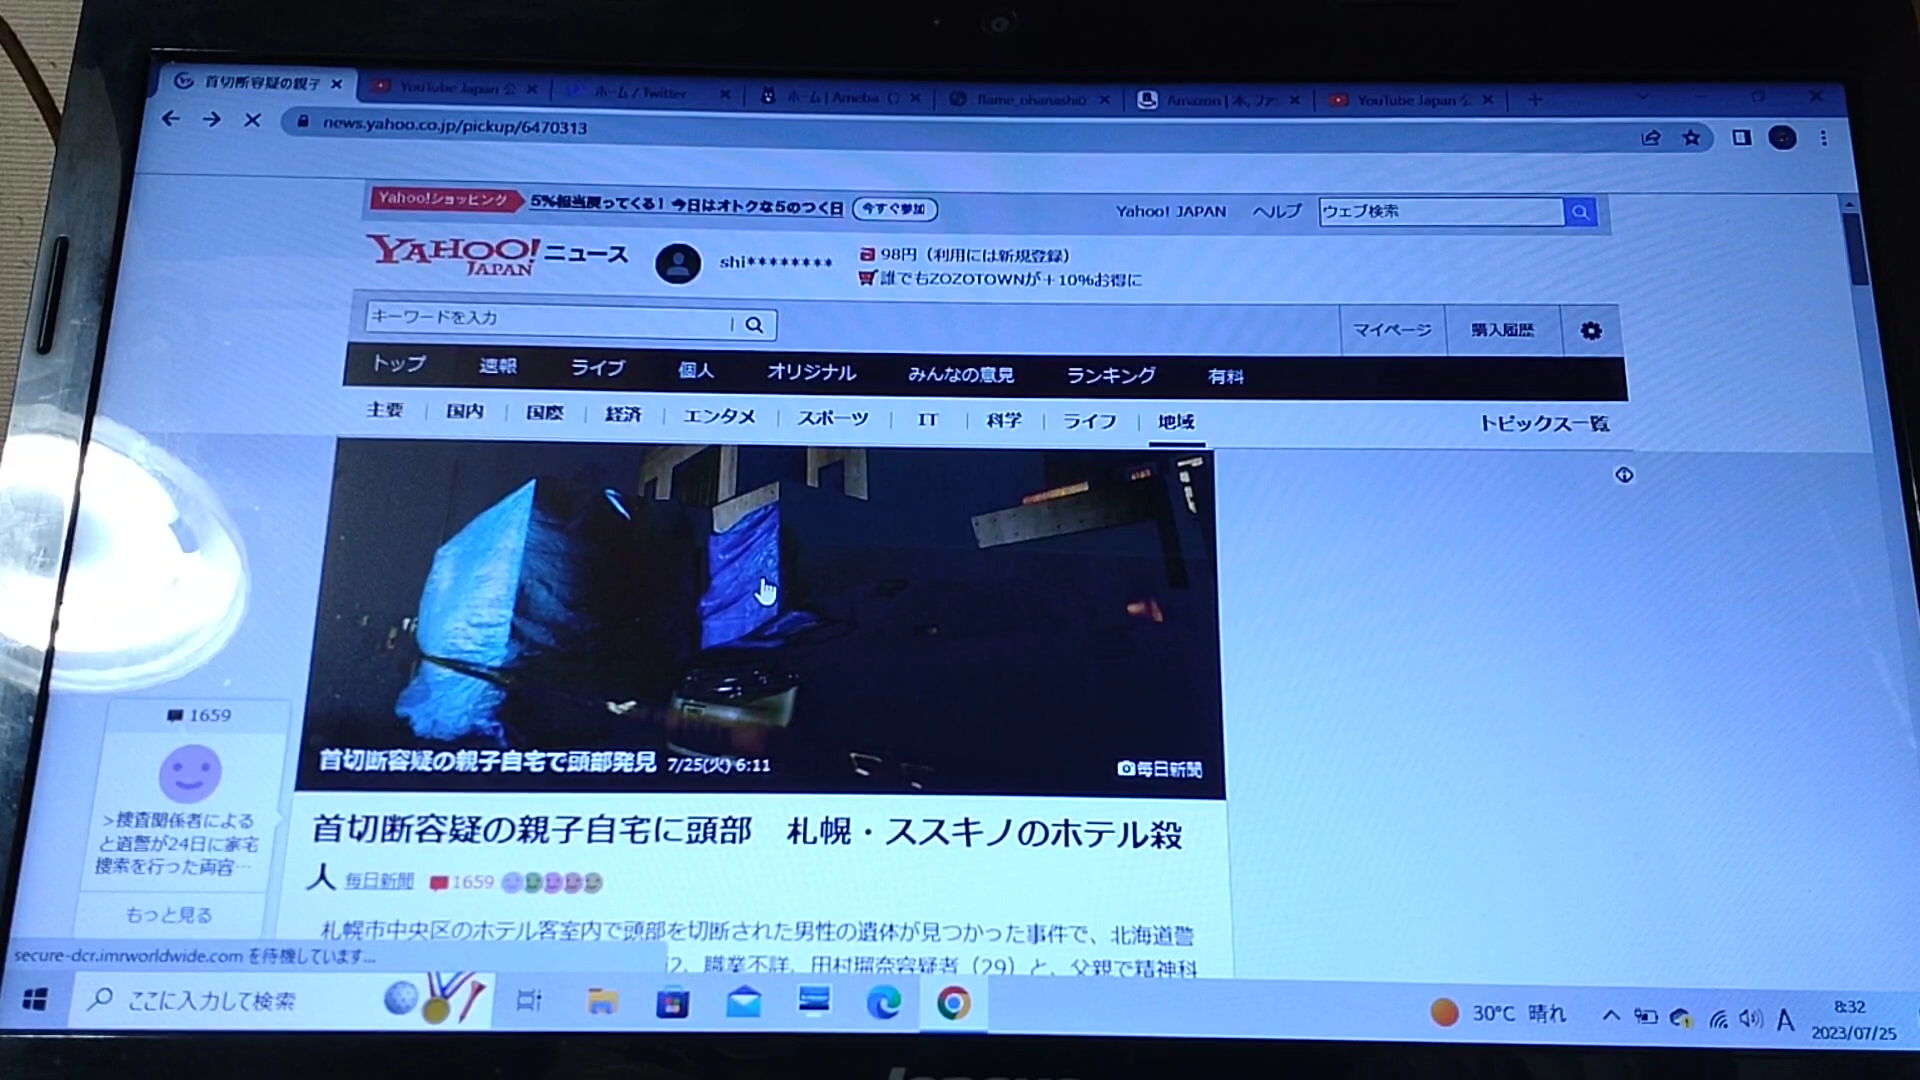 首切断容疑の親子
YouTube Japan 公
ホーム / Twitter
ホーム | Ameba
flame_ohanashi0
Amazon | 本, ファ
YouTube Japan 公
news.yahoo.co.jp/pickup/6470313
Yahoo!ショッピング 5%相当戻ってくる！今日はオトクな5のつく日 今すぐ参加
Yahoo! JAPAN ヘルプ ウェブ検索
YAHOO! JAPAN ニュース
shi********
98円（利用には新規登録）
誰でもZOZOTOWNが＋10%お得に
キーワードを入力
マイページ 購入履歴
トップ 速報 ライブ 個人 オリジナル みんなの意見 ランキング 有料
主要 国内 国際 経済 エンタメ スポーツ IT 科学 ライフ 地域 トピックス一覧
首切断容疑の親子自宅で頭部発見 7/25(火) 6:11
毎日新聞
1659
>捜査関係者による
と道警が24日に家宅
捜索を行った両容…
もっと見る
首切断容疑の親子自宅に頭部　札幌・ススキノのホテル殺
人 毎日新聞 1659
札幌市中央区のホテル客室内で頭部を切断された男性の遺体が見つかった事件で、北海道警
2、職業不詳、田村瑠奈容疑者（29）と、父親で精神科
secure-dcr.imrworldwide.com を待機しています...
ここに入力して検索
30°C 晴れ
A
8:32
2023/07/25